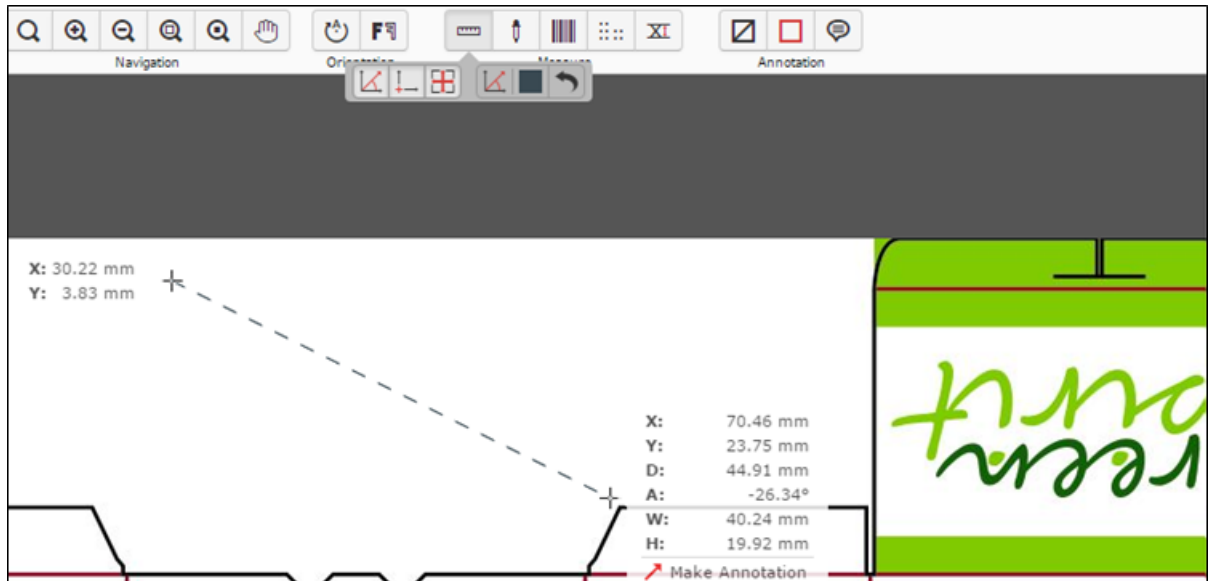 Navigation
Orientation
Measure
Annotation
X: 30.22 mm
Y: 3.83 mm
X: 70.46 mm
Y: 23.75 mm
D: 44.91 mm
A: -26.34°
W: 40.24 mm
H: 19.92 mm
Make Annotation